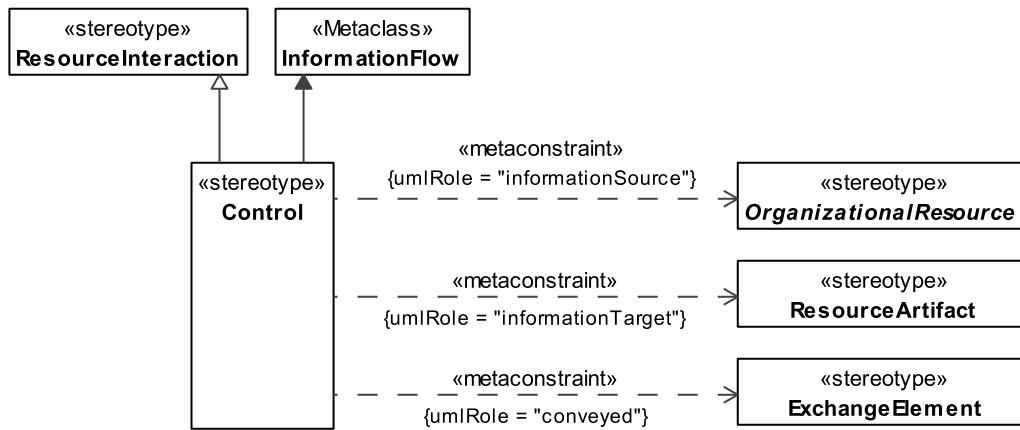 «stereotype»
ResourceInteraction
«Metaclass»
InformationFlow
«stereotype»
Control
«metaconstraint»
{umlRole = "informationSource"}
«stereotype»
OrganizationalResource
«metaconstraint»
{umlRole = "informationTarget"}
«stereotype»
ResourceArtifact
«metaconstraint»
{umlRole = "conveyed"}
«stereotype»
ExchangeElement